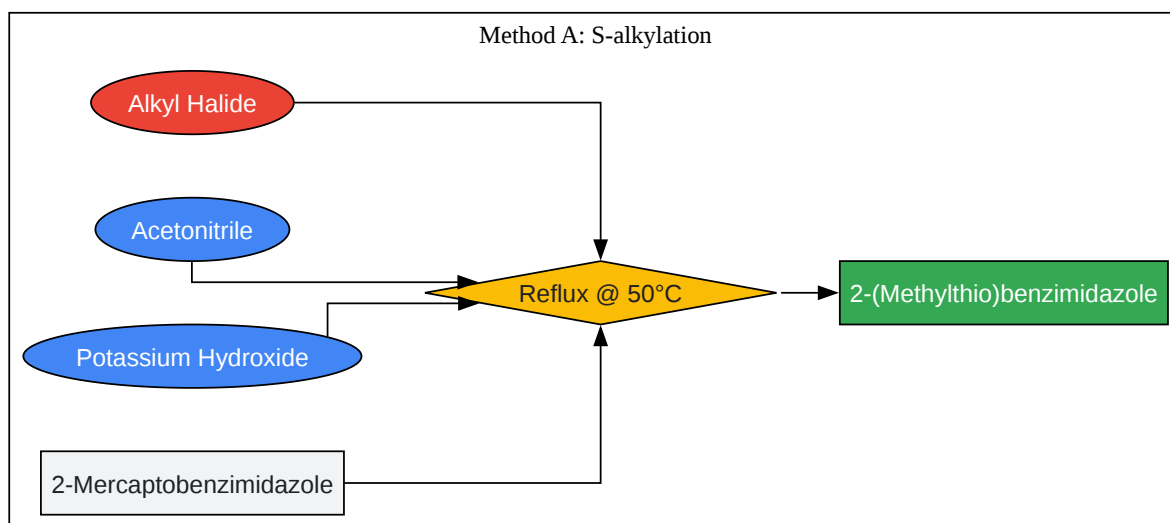 Method A: S-alkylation
Alkyl Halide
Acetonitrile
Reflux @ 50°C
2-(Methylthio)benzimidazole
Potassium Hydroxide
2-Mercaptobenzimidazole